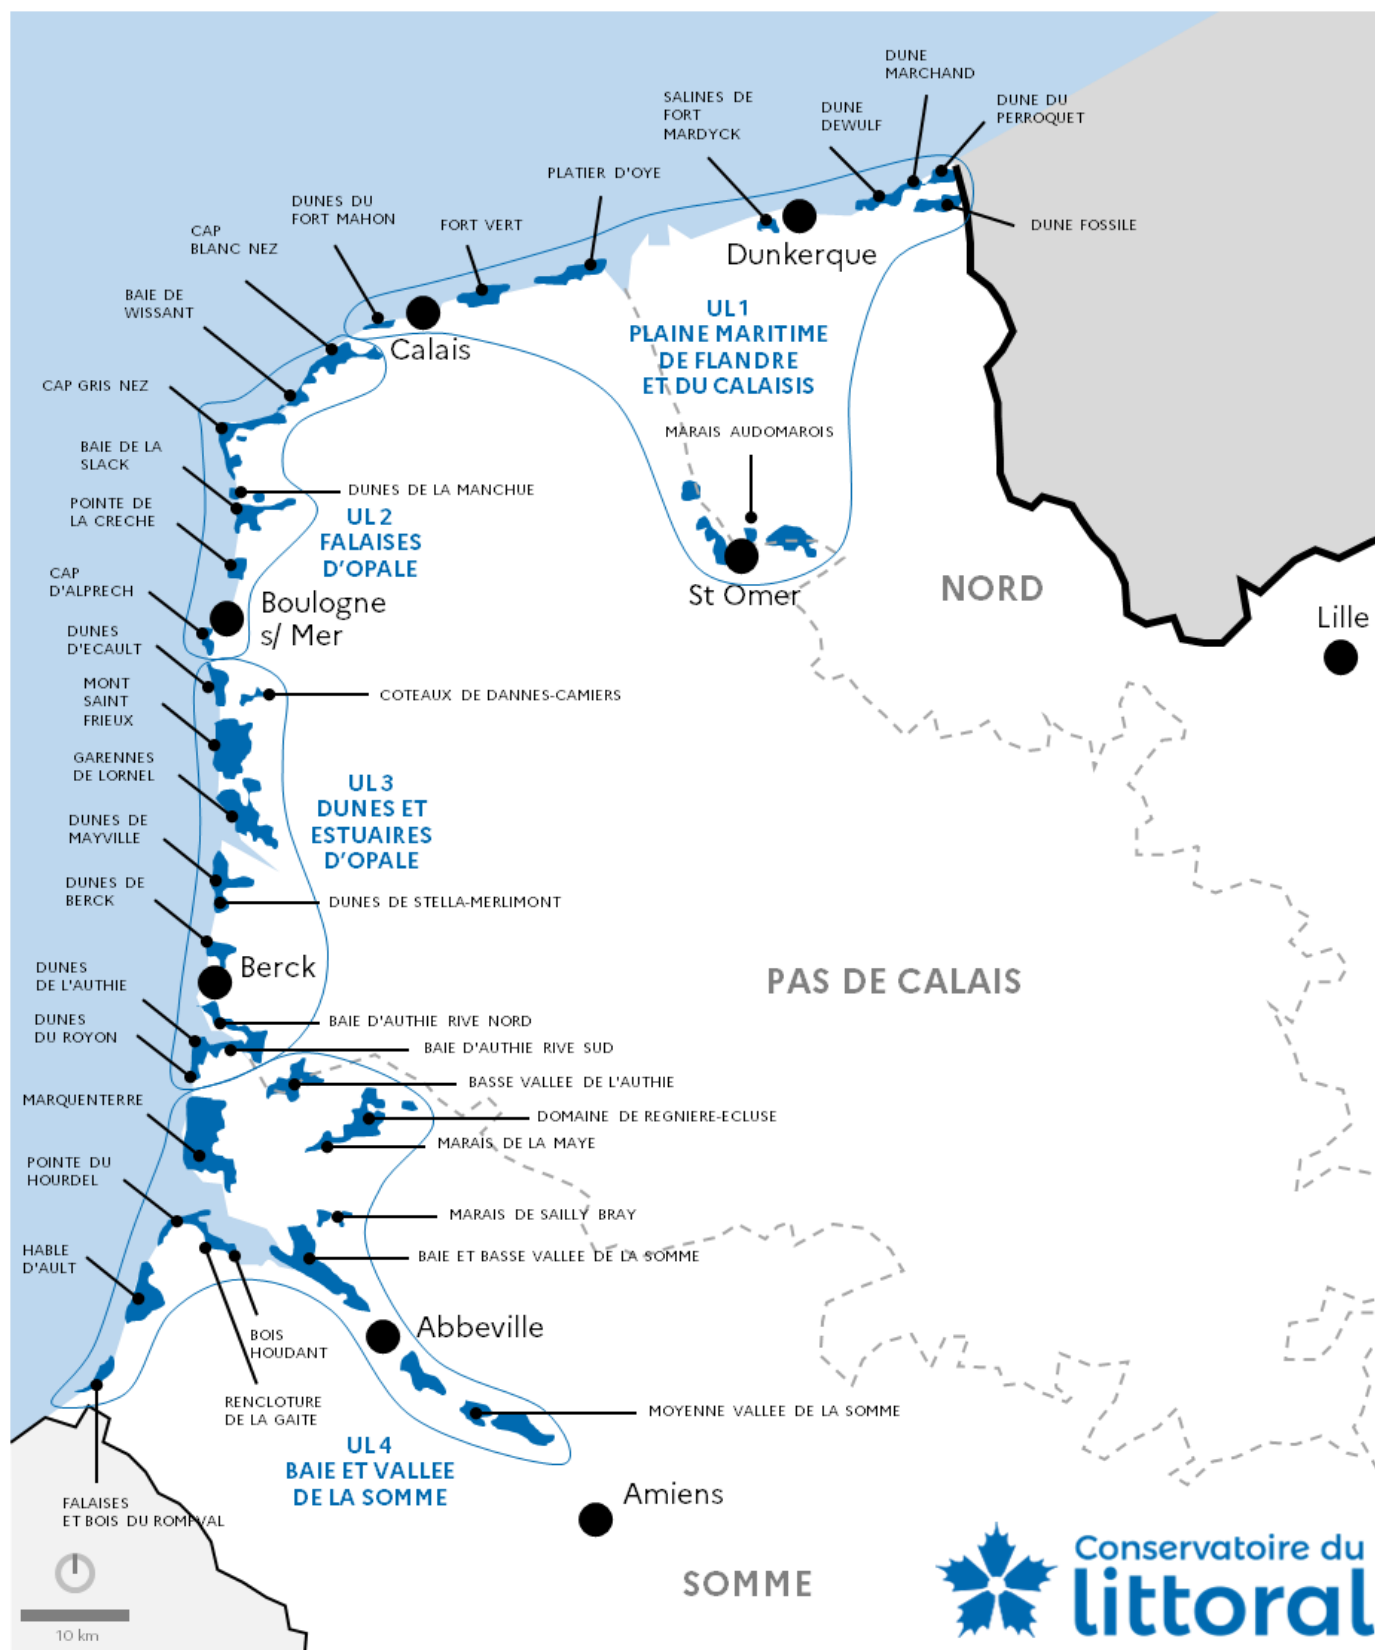 DUNE
MARCHAND
SALINES DE
FORT
MARDYCK
DUNE
DEWULF
DUNE DU
PERROQUET
PLATIER D'OYE
DUNES DU
FORT MAHON
FORT VERT
DUNE FOSSILE
CAP
BLANC NEZ
Dunkerque
BAIE DE
WISSANT
UL1
PLAINE MARITIME
DE FLANDRE
ET DU CALAISIS
Calais
CAP GRIS NEZ
MARAIS AUDOMAROIS
BAIE DE LA
SLACK
DUNES DE LA MANCHUE
POINTE DE
LA CRECHE
UL2
FALAISES
D'OPALE
CAP
D'ALPRECH
St Omer
NORD
Boulogne
s/ Mer
Lille
DUNES
D'ECAULT
MONT
SAINT
FRIEUX
COTEAUX DE DANNES-CAMIERS
GARENNES
DE LORNEL
UL3
DUNES ET
ESTUAIRES
D'OPALE
DUNES DE
MAYVILLE
DUNES DE
BERCK
DUNES DE STELLA-MERLIMONT
Berck
DUNES
DE L'AUTHIE
PAS DE CALAIS
DUNES
DU ROYON
BAIE D'AUTHIE RIVE NORD
BAIE D'AUTHIE RIVE SUD
BASSE VALLEE DE L'AUTHIE
MARQUENTERRE
DOMAINE DE REGNIERE-ECLUSE
MARAIS DE LA MAYE
POINTE DU
HOURDEL
MARAIS DE SAILLY BRAY
HABLE
D'AULT
BAIE ET BASSE VALLEE DE LA SOMME
Abbeville
BOIS
HOUDANT
RENCLOTURE
DE LA GAITE
MOYENNE VALLEE DE LA SOMME
UL4
BAIE ET VALLEE
DE LA SOMME
Amiens
FALAISES
ET BOIS DU ROMPVAL
SOMME
10 km
Conservatoire du
littoral